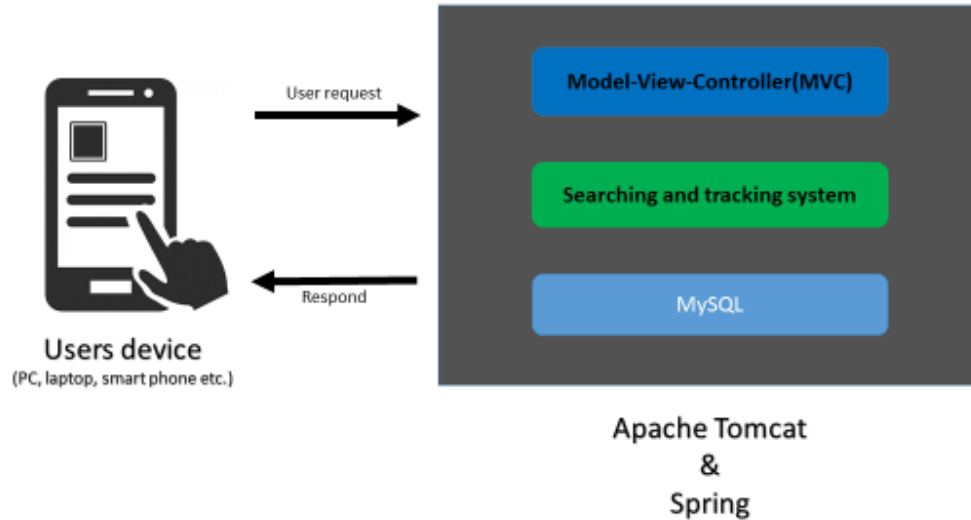 User request
Respond
Users device
(PC, laptop, smart phone etc.)
Model-View-Controller(MVC)
Searching and tracking system
MySQL
Apache Tomcat
&
Spring